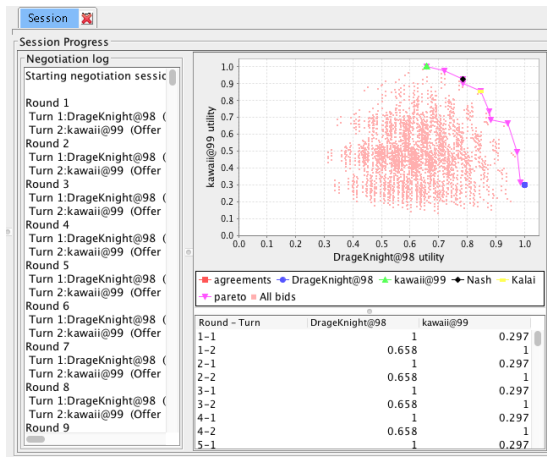 Session
Session Progress
Negotiation log
Starting negotiation sessic
Round 1
Turn 1:DrageKnight@98 (
Turn 2:kawaii@99 (Offer
Round 2
Turn 1:DrageKnight@98 (
Turn 2:kawaii@99 (Offer
Round 3
Turn 1:DrageKnight@98 (
Turn 2:kawaii@99 (Offer
Round 4
Turn 1:DrageKnight@98 (
Turn 2:kawaii@99 (Offer
Round 5
Turn 1:DrageKnight@98 (
Turn 2:kawaii@99 (Offer
Round 6
Turn 1:DrageKnight@98 (
Turn 2:kawaii@99 (Offer
Round 7
Turn 1:DrageKnight@98 (
Turn 2:kawaii@99 (Offer
Round 8
Turn 1:DrageKnight@98 (
Turn 2:kawaii@99 (Offer
Round 9
kawaii@99 utility
1.0
0.9
0.8
0.7
0.6
0.5
0.4
0.3
0.2
0.1
0.0
0.0 0.1 0.2 0.3 0.4 0.5 0.6 0.7 0.8 0.9 1.0
DrageKnight@98 utility
agreements DrageKnight@98 kawaii@99 Nash Kalai
pareto All bids
Round - Turn DrageKnight@98 kawaii@99
1-1 1 0.297
1-2 0.658 1
2-1 1 0.297
2-2 0.658 1
3-1 1 0.297
3-2 0.658 1
4-1 1 0.297
4-2 0.658 1
5-1 1 0.297